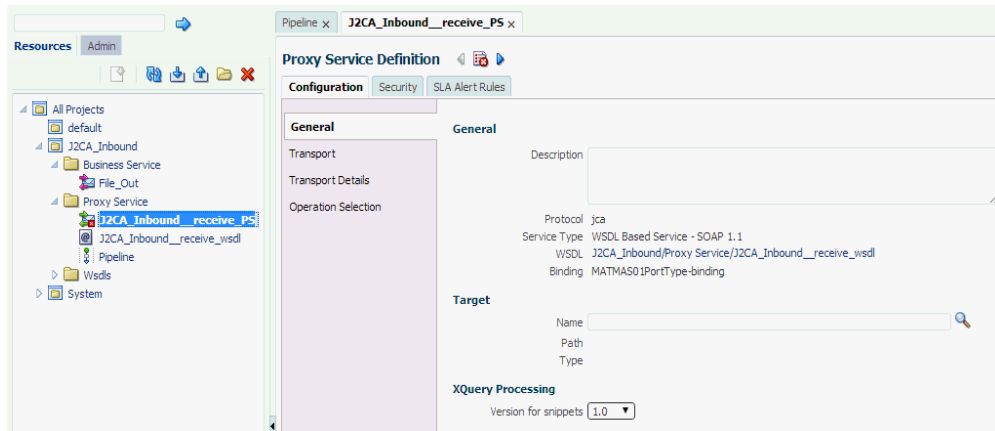 Resources Admin
All Projects
default
J2CA_Inbound
Business Service
File_Out
Proxy Service
J2CA_Inbound__receive_PS
J2CA_Inbound__receive_wsdl
Pipeline
Wsdls
System
Pipeline x J2CA_Inbound__receive_PS x
Proxy Service Definition
Configuration Security SLA Alert Rules
General
Transport
Transport Details
Operation Selection
General
Description
Protocol jca
Service Type WSDL Based Service - SOAP 1.1
WSDL J2CA_Inbound/Proxy Service/J2CA_Inbound__receive_wsdl
Binding MATMAS01PortType-binding
Target
Name
Path
Type
XQuery Processing
Version for snippets 1.0